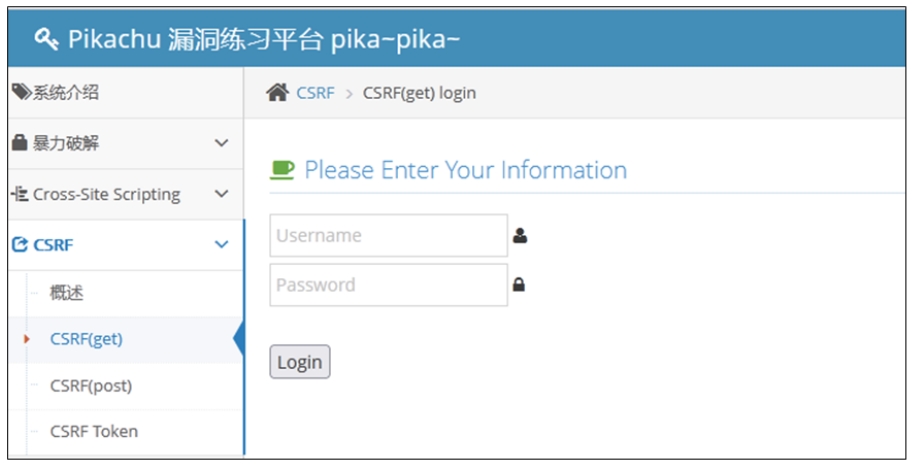 Pikachu 漏洞练习平台 pika~pika~
系统介绍
暴力破解
Cross-Site Scripting
CSRF
概述
CSRF(get)
CSRF(post)
CSRF Token
CSRF > CSRF(get) login
Please Enter Your Information
Username
Password
Login